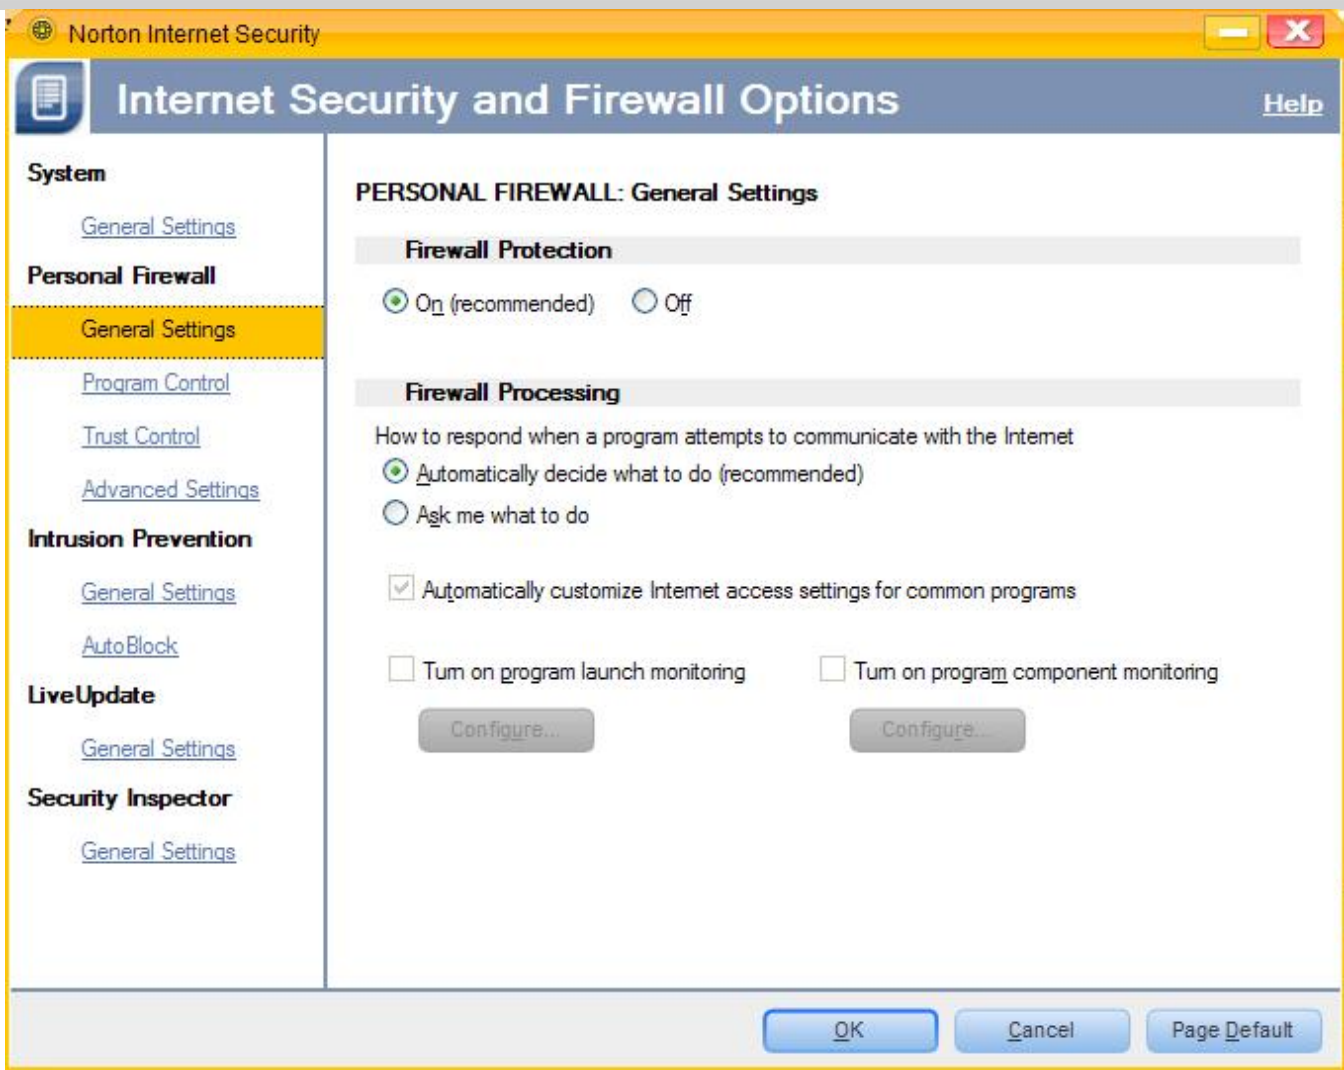 Norton Internet Security
Internet Security and Firewall Options
Help
System
General Settings
Personal Firewall
General Settings
Program Control
Trust Control
Advanced Settings
Intrusion Prevention
General Settings
AutoBlock
LiveUpdate
General Settings
Security Inspector
General Settings
PERSONAL FIREWALL: General Settings
Firewall Protection
On (recommended) Off
Firewall Processing
How to respond when a program attempts to communicate with the Internet
Automatically decide what to do (recommended)
Ask me what to do
Automatically customize Internet access settings for common programs
Turn on program launch monitoring Turn on program component monitoring
Configure... Configure...
OK Cancel Page Default